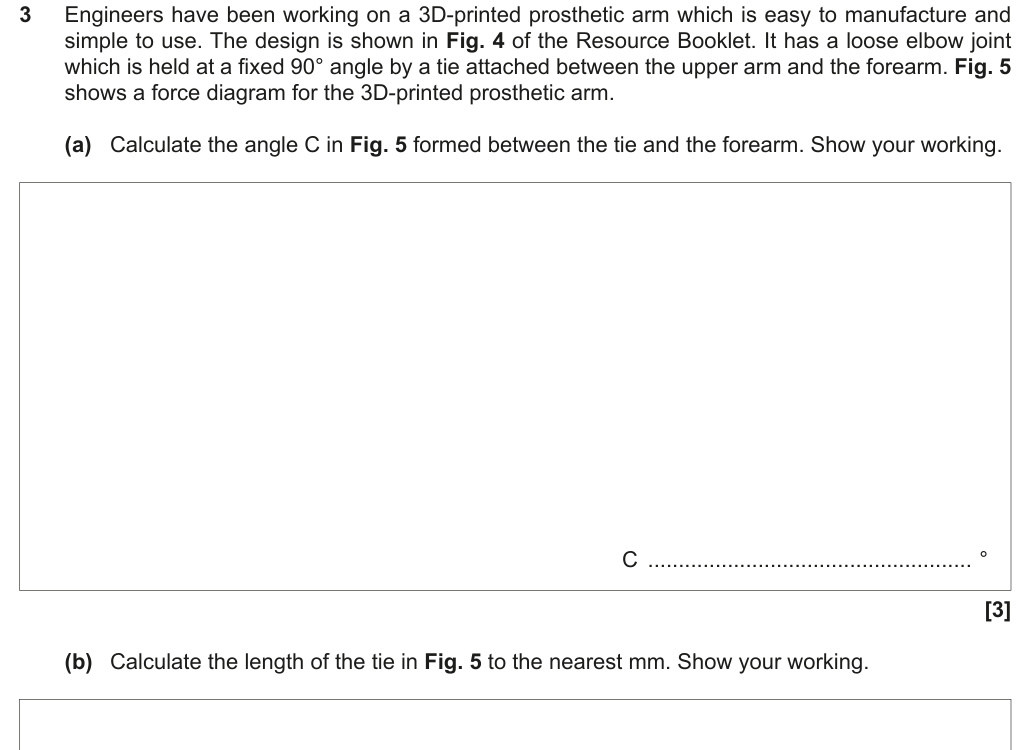 3 Engineers have been working on a 3D-printed prosthetic arm which is easy to manufacture and
simple to use. The design is shown in Fig. 4 of the Resource Booklet. It has a loose elbow joint
which is held at a fixed 90° angle by a tie attached between the upper arm and the forearm. Fig. 5
shows a force diagram for the 3D-printed prosthetic arm.
(a) Calculate the angle C in Fig. 5 formed between the tie and the forearm. Show your working.
C ..................................................... °
[3]
(b) Calculate the length of the tie in Fig. 5 to the nearest mm. Show your working.